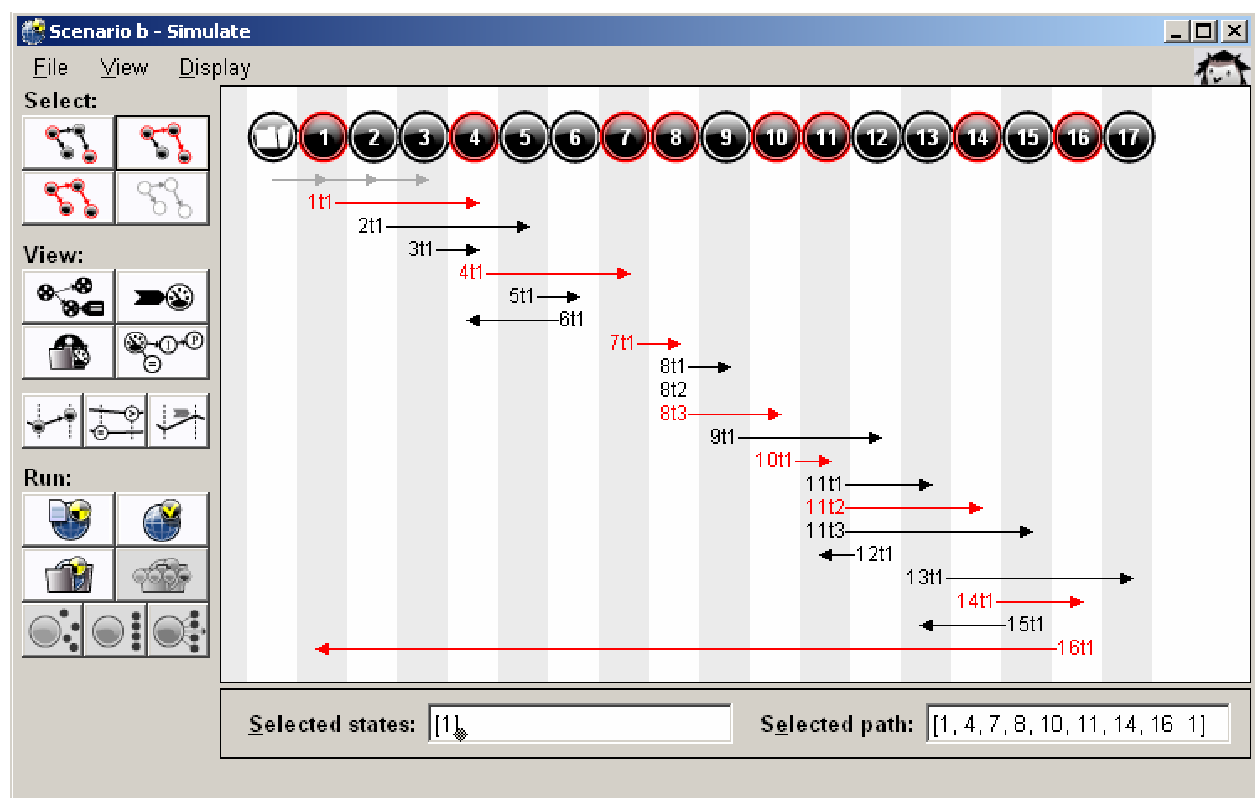 Scenario b - Simulate
File View Display
Select:
View:
Run:
1 2 3 4 5 6 7 8 9 10 11 12 13 14 15 16 17
1t1
2t1
3t1
4t1
5t1
6t1
7t1
8t1
8t2
8t3
9t1
10t1
11t1
11t2
11t3
12t1
13t1
14t1
15t1
16t1
Selected states: [1] Selected path: [1, 4, 7, 8, 10, 11, 14, 16 1]